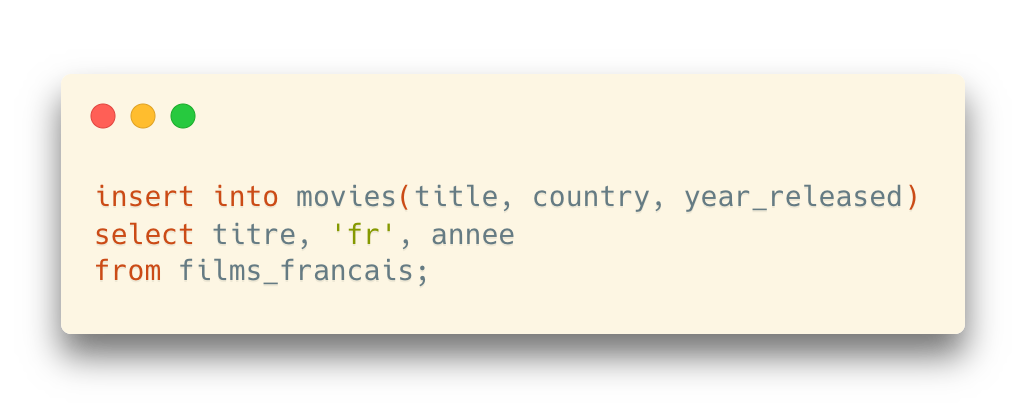 insert into movies(title, country, year_released)
select titre, 'fr', annee
from films_francais;